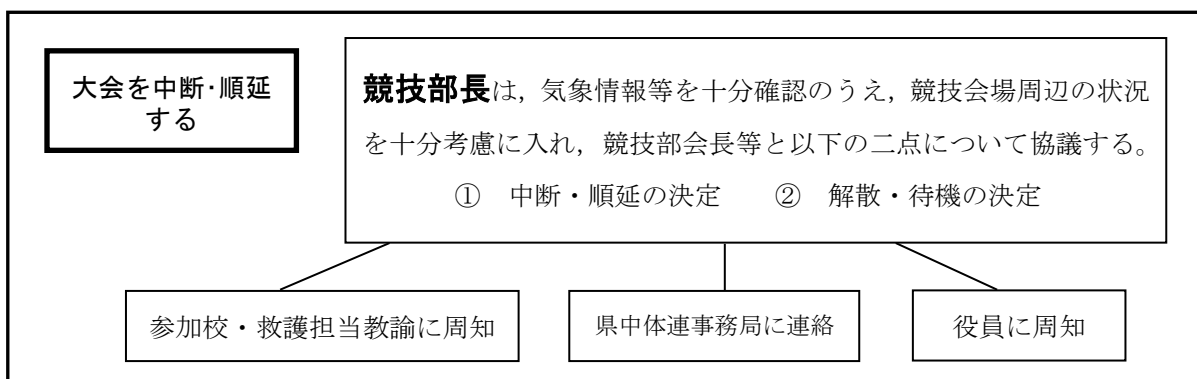 大会を中断・順延
する
競技部長は，気象情報等を十分確認のうえ，競技会場周辺の状況
を十分考慮に入れ，競技部会長等と以下の二点について協議する。
①　中断・順延の決定　　②　解散・待機の決定
参加校・救護担当教諭に周知
県中体連事務局に連絡
役員に周知